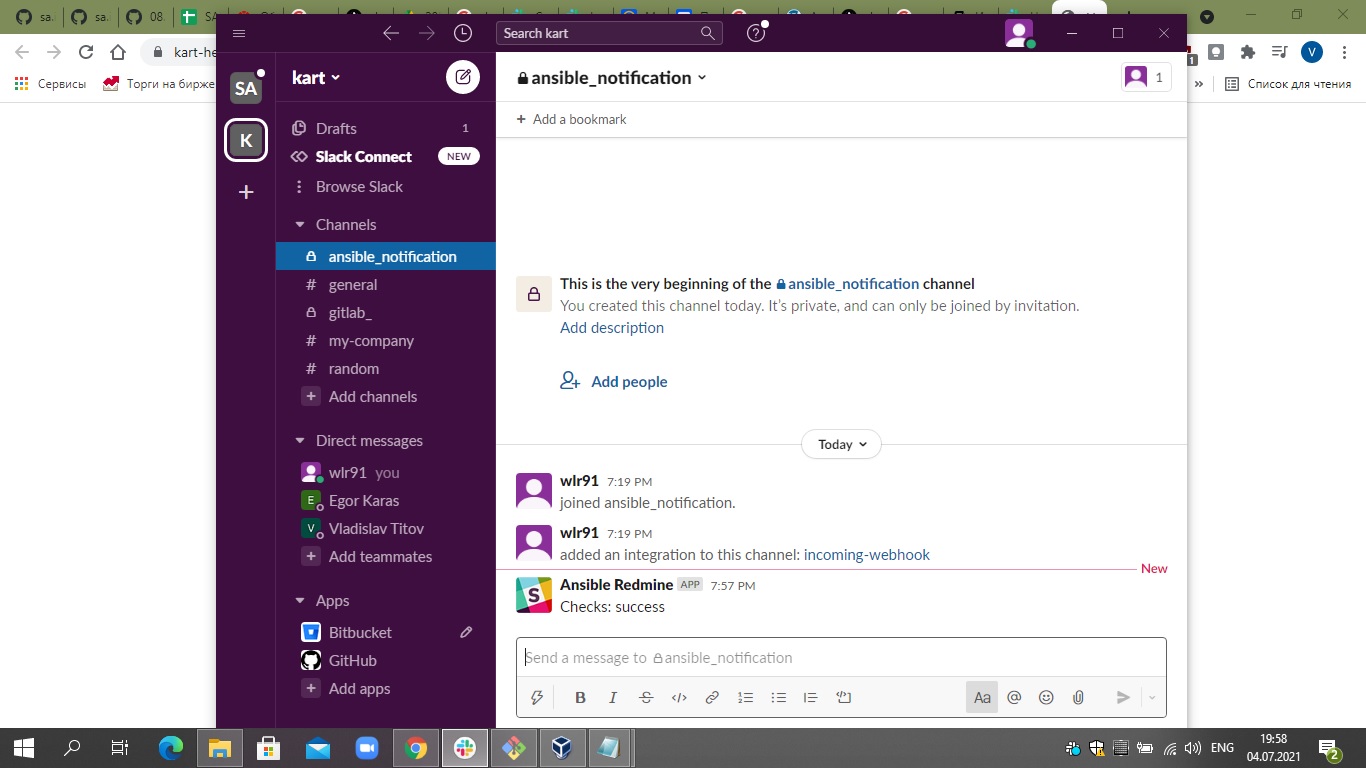 sa.
sa.
08.
SA
Search kart
kart-he
V
Сервисы
Торги на бирже
1
»
Список для чтения
SA
K
kart
Drafts 1
Slack Connect NEW
Browse Slack
Channels
ansible_notification
# general
gitlab_
# my-company
# random
+ Add channels
Direct messages
wlr91 you
E Egor Karas
V Vladislav Titov
+ Add teammates
Apps
Bitbucket
GitHub
+ Add apps
ansible_notification
1
+ Add a bookmark
This is the very beginning of the ansible_notification channel
You created this channel today. It's private, and can only be joined by invitation.
Add description
Add people
Today
wlr91 7:19 PM
joined ansible_notification.
wlr91 7:19 PM
added an integration to this channel: incoming-webhook
New
Ansible Redmine APP 7:57 PM
Checks: success
Send a message to ansible_notification
B I S Aa @
ENG
19:58
04.07.2021
2